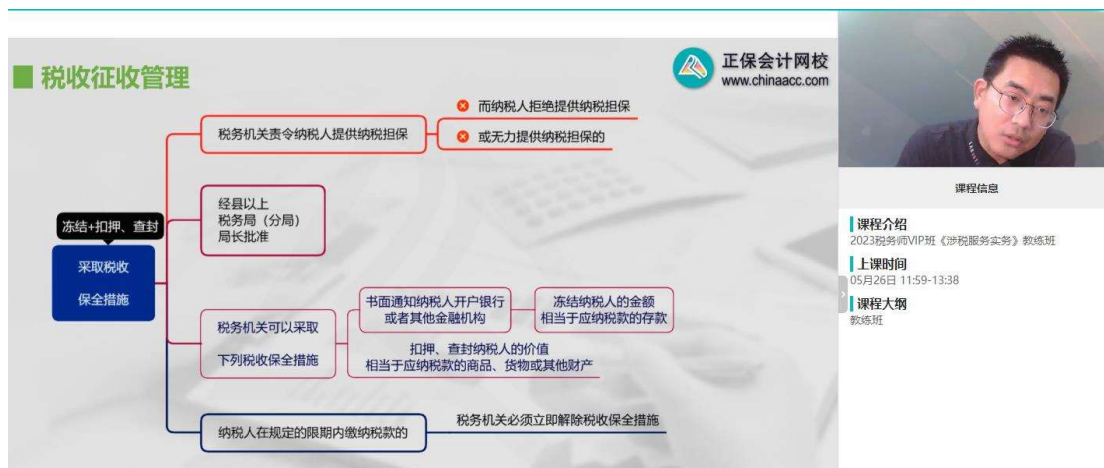 税收征收管理
正保会计网校
www.chinaacc.com
税务机关责令纳税人提供纳税担保
而纳税人拒绝提供纳税担保
或无力提供纳税担保的
冻结+扣押、查封
采取税收
保全措施
经县以上
税务局（分局）
局长批准
税务机关可以采取
下列税收保全措施
书面通知纳税人开户银行
或者其他金融机构
冻结纳税人的金额
相当于应纳税款的存款
扣押、查封纳税人的价值
相当于应纳税款的商品、货物或其他财产
纳税人在规定的限期内缴纳税款的
税务机关必须立即解除税收保全措施
课程信息
课程介绍
2023税务师VIP班《涉税服务实务》教练班
上课时间
05月26日 11:59-13:38
课程大纲
教练班